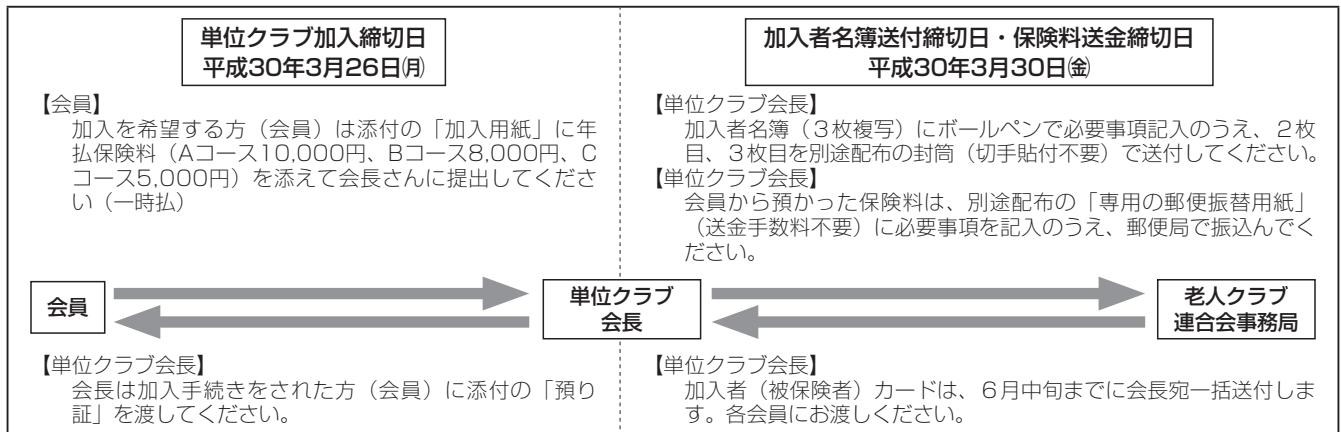 単位クラブ加入締切日
平成30年3月26日㈪
【会員】
加入を希望する方（会員）は添付の「加入用紙」に年
払保険料（Aコース10,000円、Bコース8,000円、C
コース5,000円）を添えて会長さんに提出してくださ
い（一時払）
加入者名簿送付締切日・保険料送金締切日
平成30年3月30日㈮
【単位クラブ会長】
加入者名簿（３枚複写）にボールペンで必要事項記入のうえ、２枚
目、３枚目を別途配布の封筒（切手貼付不要）で送付してください。
【単位クラブ会長】
会員から預かった保険料は、別途配布の「専用の郵便振替用紙」
（送金手数料不要）に必要事項を記入のうえ、郵便局で振込んでく
ださい。
会員
単位クラブ
会長
老人クラブ
連合会事務局
【単位クラブ会長】
会長は加入手続きをされた方（会員）に添付の「預り
証」を渡してください。
【単位クラブ会長】
加入者（被保険者）カードは、６月中旬までに会長宛一括送付しま
す。各会員にお渡しください。